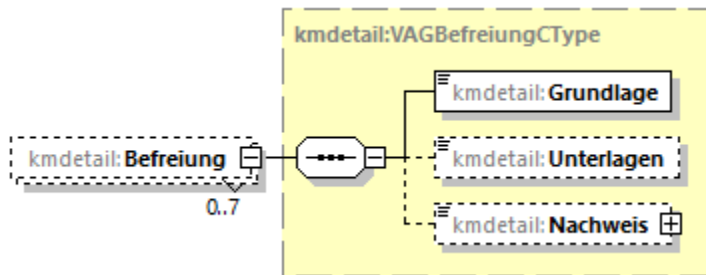 kmdetail:VAGBefreiungCType
kmdetail:Grundlage
kmdetail:Befreiung
0..7
kmdetail:Unterlagen
kmdetail:Nachweis